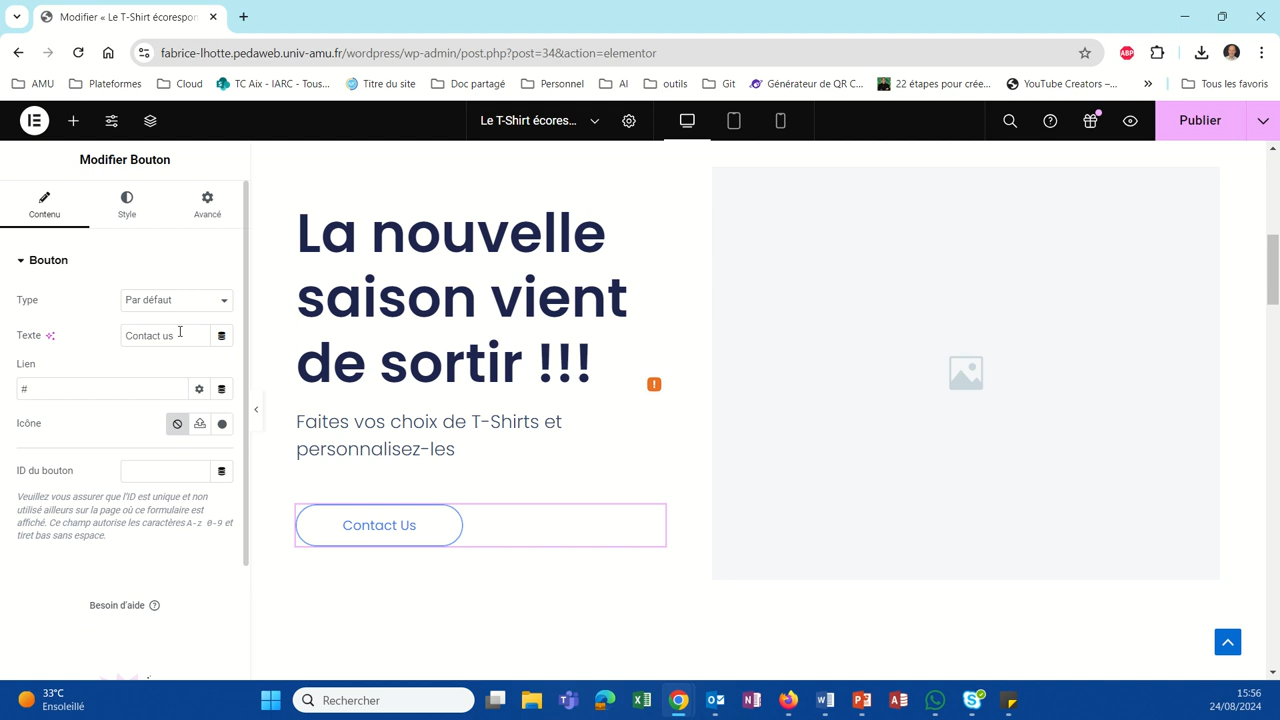 Modifier « Le T-Shirt écorespon
fabrice-lhotte.pedaweb.univ-amu.fr/wordpress/wp-admin/post.php?post=34&action=elementor
ABP
AMU
Plateformes
Cloud
TC Aix - IARC - Tous...
Titre du site
Doc partagé
Personnel
AI
outils
Git
Générateur de QR C...
22 étapes pour crée...
YouTube Creators –...
Tous les favoris
Le T-Shirt écores...
Publier
Modifier Bouton
Contenu
Style
Avancé
Bouton
Type
Par défaut
Texte
Contact us
Lien
#
Icône
ID du bouton
Veuillez vous assurer que l'ID est unique et non
utilisé ailleurs sur la page où ce formulaire est
affiché. Ce champ autorise les caractères A-z 0-9 et
tiret bas sans espace.
Besoin d'aide
La nouvelle
saison vient
de sortir !!!
Faites vos choix de T-Shirts et
personnalisez-les
Contact Us
33°C
Ensoleillé
Rechercher
15:56
24/08/2024